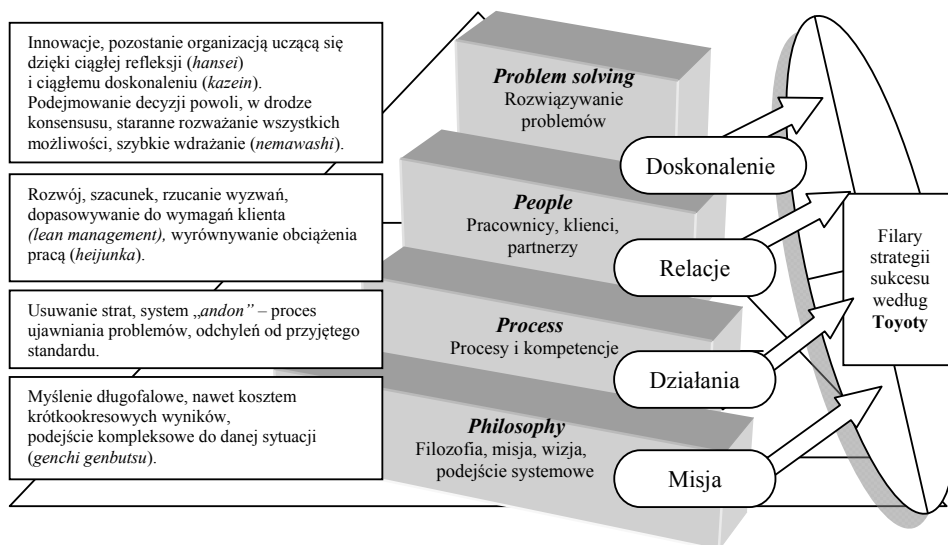 Innowacje, pozostanie organizacją uczącą się
dzięki ciągłej refleksji (hansei)
i ciągłemu doskonaleniu (kazein).
Podejmowanie decyzji powoli, w drodze
konsensusu, staranne rozważanie wszystkich
możliwości, szybkie wdrażanie (nemawashi).
Problem solving
Rozwiązywanie
problemów
Doskonalenie
Rozwój, szacunek, rzucanie wyzwań,
dopasowywanie do wymagań klienta
(lean management), wyrównywanie obciążenia
pracą (heijunka).
People
Pracownicy, klienci,
partnerzy
Relacje
Usuwanie strat, system „andon” – proces
ujawniania problemów, odchyleń od przyjętego
standardu.
Process
Procesy i kompetencje
Działania
Myślenie długofalowe, nawet kosztem
krótkookresowych wyników,
podejście kompleksowe do danej sytuacji
(genchi genbutsu).
Philosophy
Filozofia, misja, wizja,
podejście systemowe
Misja
Filary
strategii
sukcesu
według
Toyoty